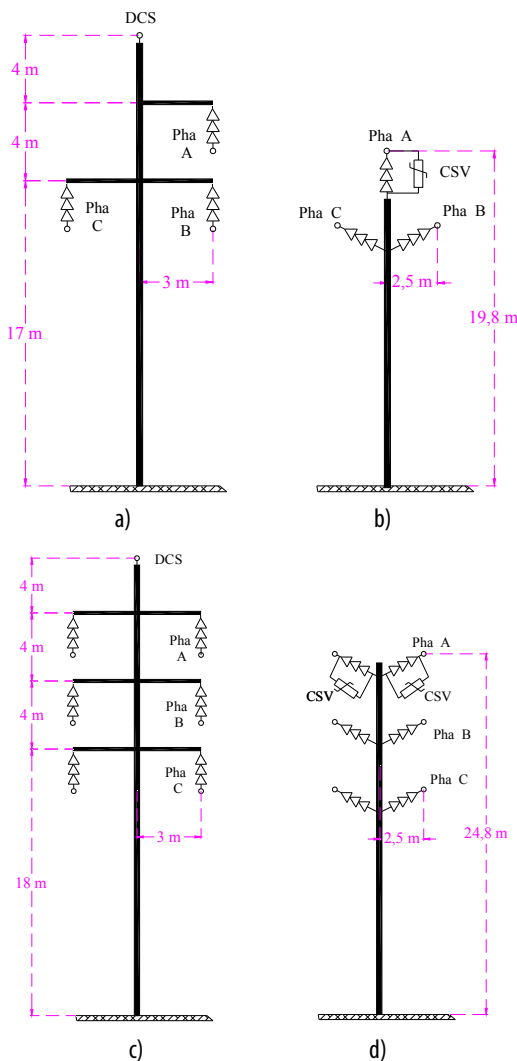 DCS
4 m
4 m
Pha
A
Pha
C
Pha
B
3 m
17 m
a)
Pha A
CSV
Pha C
Pha B
2,5 m
19,8 m
b)
DCS
4 m
4 m
Pha
A
4 m
Pha
B
Pha
C
3 m
18 m
c)
Pha A
CSV
CSV
Pha B
Pha C
2,5 m
24,8 m
d)